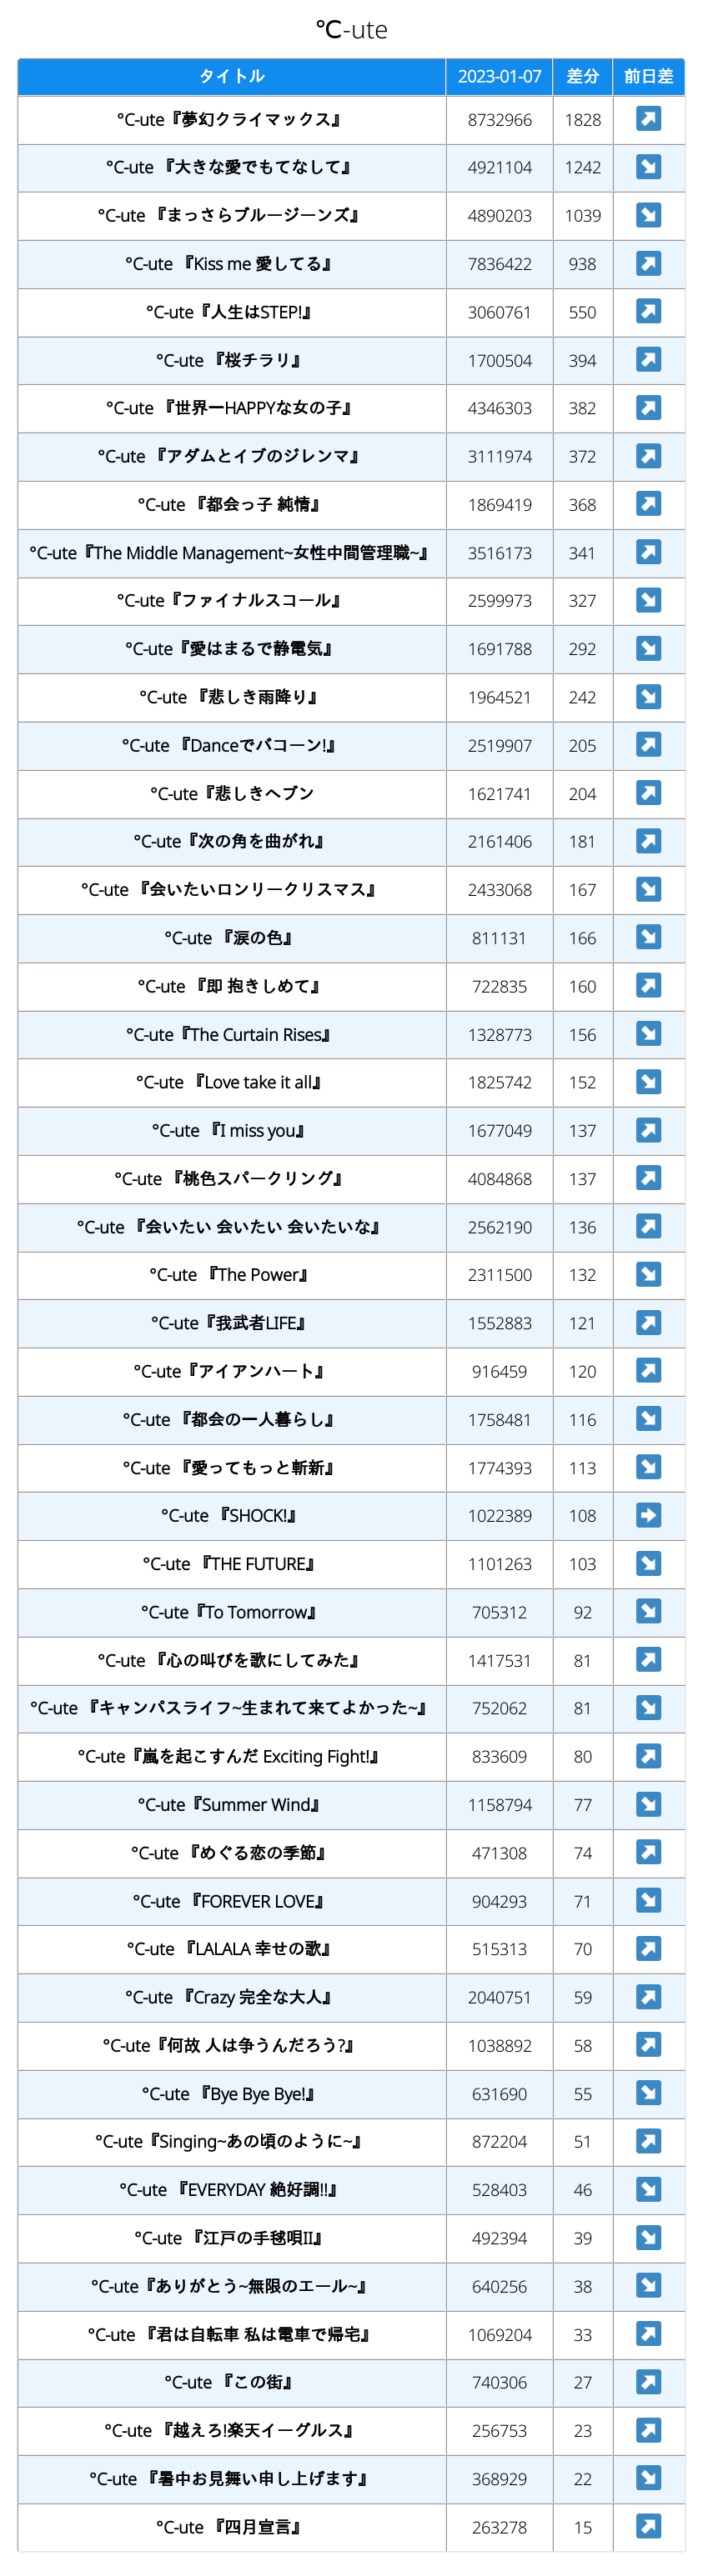 ℃-ute
タイトル 2023-01-07 差分 前日差
°C-ute『夢幻クライマックス』 8732966 1828 ↗
°C-ute 『大きな愛でもてなして』 4921104 1242 ↘
°C-ute 『まっさらブルージーンズ』 4890203 1039 ↘
°C-ute 『Kiss me 愛してる』 7836422 938 ↗
°C-ute『人生はSTEP!』 3060761 550 ↗
°C-ute 『桜チラリ』 1700504 394 ↗
°C-ute 『世界一HAPPYな女の子』 4346303 382 ↗
°C-ute 『アダムとイブのジレンマ』 3111974 372 ↗
°C-ute 『都会っ子 純情』 1869419 368 ↗
°C-ute『The Middle Management~女性中間管理職~』 3516173 341 ↗
°C-ute『ファイナルスコール』 2599973 327 ↘
°C-ute『愛はまるで静電気』 1691788 292 ↘
°C-ute 『悲しき雨降り』 1964521 242 ↘
°C-ute 『Danceでバコーン!』 2519907 205 ↗
°C-ute『悲しきヘブン 1621741 204 ↗
°C-ute『次の角を曲がれ』 2161406 181 ↗
°C-ute 『会いたいロンリークリスマス』 2433068 167 ↘
°C-ute 『涙の色』 811131 166 ↘
°C-ute 『即 抱きしめて』 722835 160 ↗
°C-ute『The Curtain Rises』 1328773 156 ↘
°C-ute 『Love take it all』 1825742 152 ↘
°C-ute 『I miss you』 1677049 137 ↗
°C-ute 『桃色スパークリング』 4084868 137 ↗
°C-ute 『会いたい 会いたい 会いたいな』 2562190 136 ↗
°C-ute 『The Power』 2311500 132 ↘
°C-ute『我武者LIFE』 1552883 121 ↗
°C-ute『アイアンハート』 916459 120 ↗
°C-ute 『都会の一人暮らし』 1758481 116 ↘
°C-ute 『愛ってもっと斬新』 1774393 113 ↘
°C-ute 『SHOCK!』 1022389 108 ➡
°C-ute 『THE FUTURE』 1101263 103 ↘
°C-ute『To Tomorrow』 705312 92 ↘
°C-ute 『心の叫びを歌にしてみた』 1417531 81 ↗
°C-ute 『キャンパスライフ~生まれて来てよかった~』 752062 81 ↘
°C-ute『嵐を起こすんだ Exciting Fight!』 833609 80 ↗
°C-ute『Summer Wind』 1158794 77 ↘
°C-ute 『めぐる恋の季節』 471308 74 ↗
°C-ute 『FOREVER LOVE』 904293 71 ↘
°C-ute 『LALALA 幸せの歌』 515313 70 ↗
°C-ute 『Crazy 完全な大人』 2040751 59 ↗
°C-ute『何故 人は争うんだろう?』 1038892 58 ↗
°C-ute 『Bye Bye Bye!』 631690 55 ↘
°C-ute『Singing~あの頃のように~』 872204 51 ↗
°C-ute 『EVERYDAY 絶好調!!』 528403 46 ↘
°C-ute 『江戸の手毬唄II』 492394 39 ↘
°C-ute『ありがとう~無限のエール~』 640256 38 ↘
°C-ute 『君は自転車 私は電車で帰宅』 1069204 33 ↗
°C-ute 『この街』 740306 27 ↗
°C-ute 『越えろ!楽天イーグルス』 256753 23 ↗
°C-ute 『暑中お見舞い申し上げます』 368929 22 ↘
°C-ute 『四月宣言』 263278 15 ↗